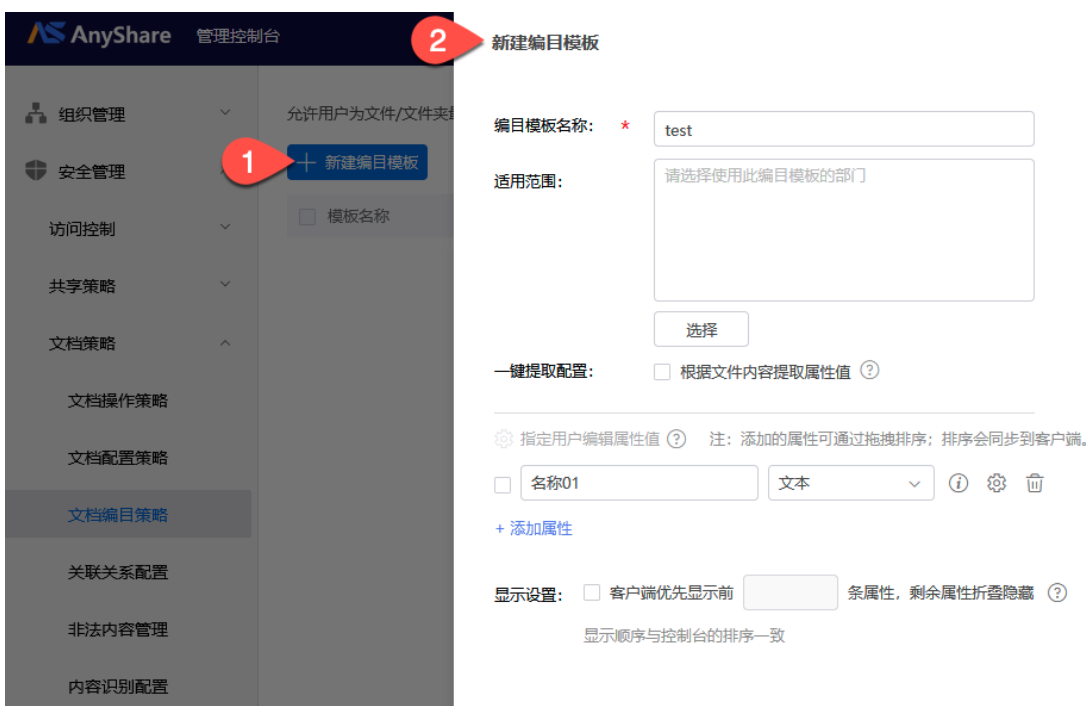 AnyShare 管理控制台
组织管理
安全管理
访问控制
共享策略
文档策略
文档操作策略
文档配置策略
文档编目策略
关联关系配置
非法内容管理
内容识别配置
允许用户为文件/文件夹
1
+ 新建编目模板
模板名称
2
新建编目模板
编目模板名称: * test
适用范围: 请选择使用此编目模板的部门
选择
一键提取配置: 根据文件内容提取属性值 ?
指定用户编辑属性值 ? 注: 添加的属性可通过拖拽排序; 排序会同步到客户端。
名称01 文本 i
+ 添加属性
显示设置: 客户端优先显示前 条属性, 剩余属性折叠隐藏 ?
显示顺序与控制台的排序一致